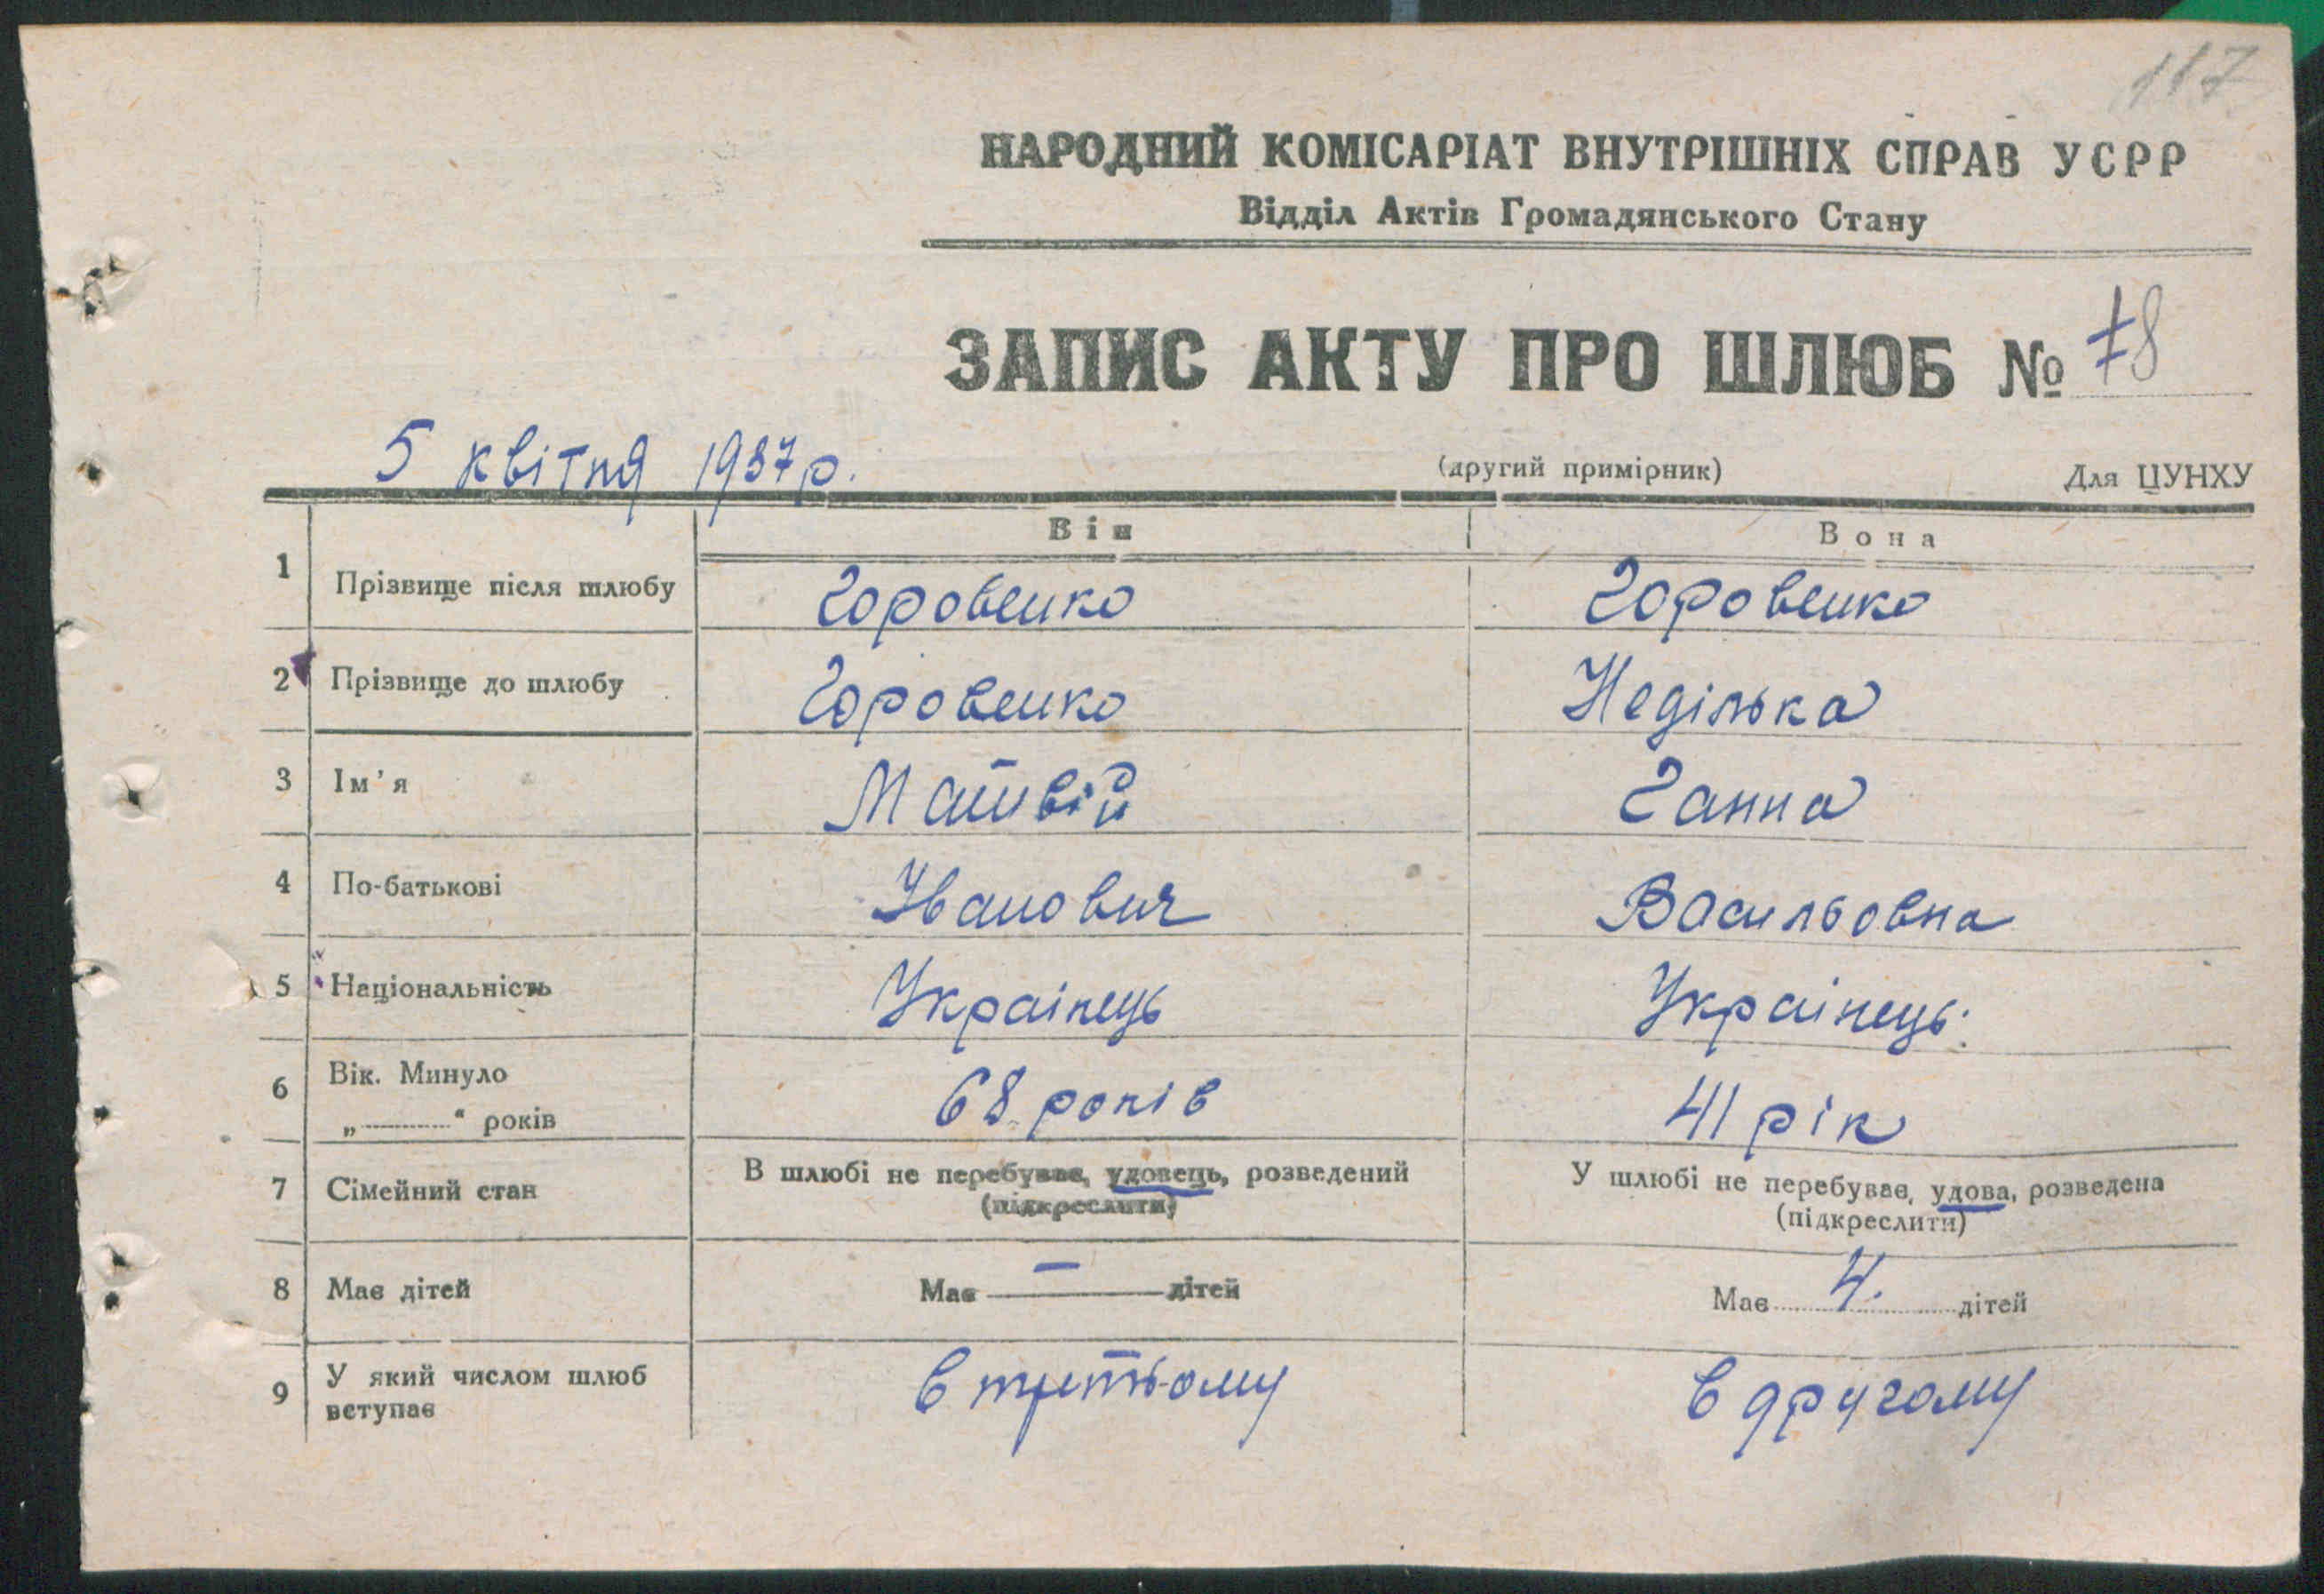 117
НАРОДНИЙ КОМІСАРІАТ ВНУТРІШНІХ СПРАВ УСРР
Відділ Актів Громадянського Стану
ЗАПИС АКТУ ПРО ШЛЮБ № 78
5 квітня 1937 р.
(другий примірник) Для ЦУНХУ
Він Вона
1 Прізвище після шлюбу Горовенко Горовенко
2 Прізвище до шлюбу Горовенко Неділька
3 Ім'я Матвій Ганна
4 По-батькові Іванович Васильовна
5 Національність Українець Українець.
6 Вік. Минуло
„ “ років 68 років 41 рік
7 Сімейний стан В шлюбі не перебуває, удовець, розведений У шлюбі не перебуває, удова, розведена
(підкреслити) (підкреслити)
8 Має дітей Має — дітей Має 4. дітей
9 У який числом шлюб
вступає в третьому в другому